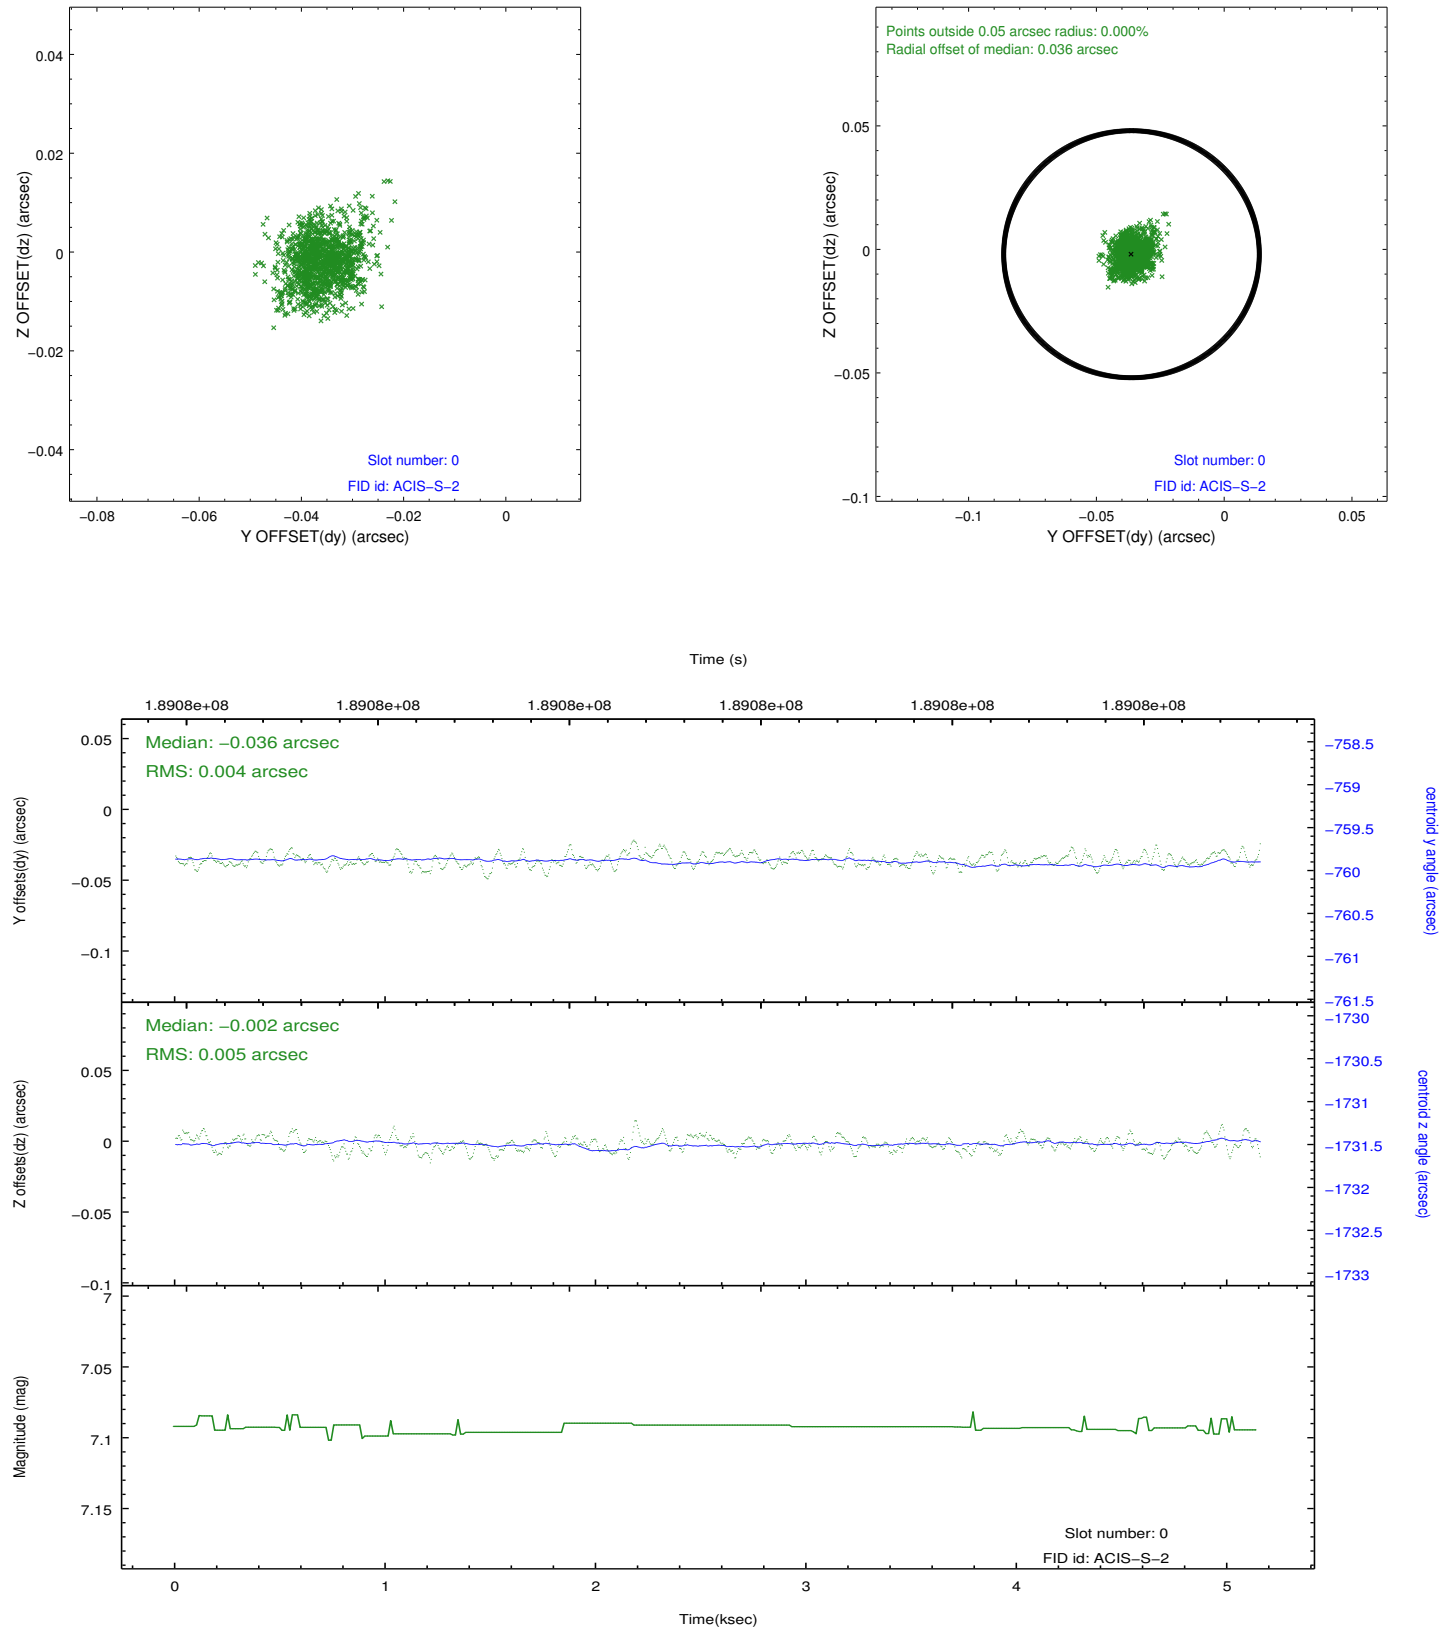 0.04
0.02
0
−0.02
−0.04
Z OFFSET(dz) (arcsec)
Slot number: 0
FID id: ACIS−S−2
−0.08
−0.06
−0.04
−0.02
0
Y OFFSET(dy) (arcsec)
Points outside 0.05 arcsec radius: 0.000%
Radial offset of median: 0.036 arcsec
0.05
0
−0.05
−0.1
Z OFFSET(dz) (arcsec)
Slot number: 0
FID id: ACIS−S−2
−0.1
−0.05
0
0.05
Y OFFSET(dy) (arcsec)
Time (s)
1.8908e+08
1.8908e+08
1.8908e+08
1.8908e+08
1.8908e+08
1.8908e+08
Median: −0.036 arcsec
RMS: 0.004 arcsec
0.05
0
−0.05
−0.1
Y offsets(dy) (arcsec)
−758.5
−759
−759.5
−760
−760.5
−761
−761.5
centroid y angle (arcsec)
Median: −0.002 arcsec
RMS: 0.005 arcsec
0.05
0
−0.05
−0.1
Z offsets(dz) (arcsec)
−1730
−1730.5
−1731
−1731.5
−1732
−1732.5
−1733
centroid z angle (arcsec)
7
7.05
7.1
7.15
Magnitude (mag)
Slot number: 0
FID id: ACIS−S−2
0
1
2
3
4
5
Time(ksec)